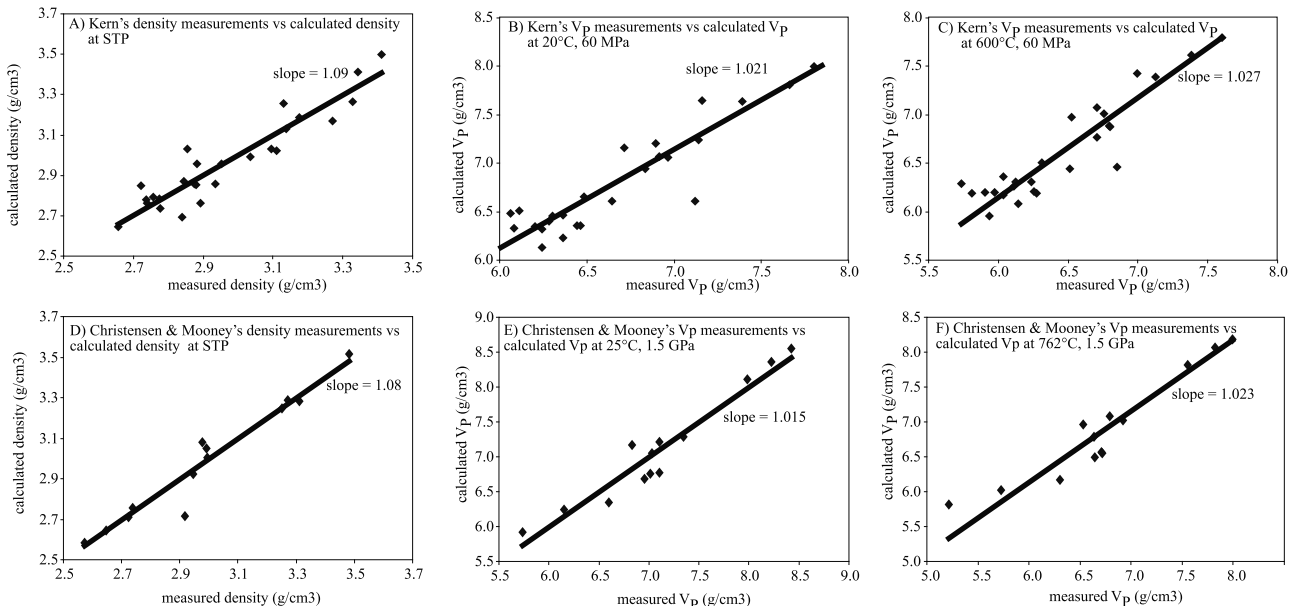 A) Kern's density measurements vs calculated density
at STP
slope = 1.09
calculated density (g/cm3)
3.7
3.5
3.3
3.1
2.9
2.7
2.5
2.5 2.7 2.9 3.1 3.3 3.5
measured density (g/cm3)
B) Kern's VP measurements vs calculated VP
at 20°C, 60 MPa
slope = 1.021
calculated VP (g/cm3)
8.5
8.0
7.5
7.0
6.5
6.0
6.0 6.5 7.0 7.5 8.0
measured VP (g/cm3)
C) Kern's VP measurements vs calculated VP
at 600°C, 60 MPa
slope = 1.027
calculated VP (g/cm3)
8.5
8.0
7.5
7.0
6.5
6.0
5.5
5.5 6.0 6.5 7.0 7.5 8.0
measured VP (g/cm3)
D) Christensen & Mooney's density measurements vs
calculated density at STP
slope = 1.08
calculated density (g/cm3)
3.7
3.5
3.3
3.1
2.9
2.7
2.5
2.5 2.7 2.9 3.1 3.3 3.5 3.7
measured density (g/cm3)
E) Christensen & Mooney's Vp measurements vs
calculated Vp at 25°C, 1.5 GPa
slope = 1.015
calculated VP (g/cm3)
9.0
8.5
8.0
7.5
7.0
6.5
6.0
5.5
5.0 5.5 6.0 6.5 7.0 7.5 8.0 8.5 9.0
measured VP (g/cm3)
F) Christensen & Mooney's Vp measurements vs
calculated Vp at 762°C, 1.5 GPa
slope = 1.023
calculated VP (g/cm3)
8.5
8.0
7.5
7.0
6.5
6.0
5.5
5.0
5.0 5.5 6.0 6.5 7.0 7.5 8.0
measured VP (g/cm3)